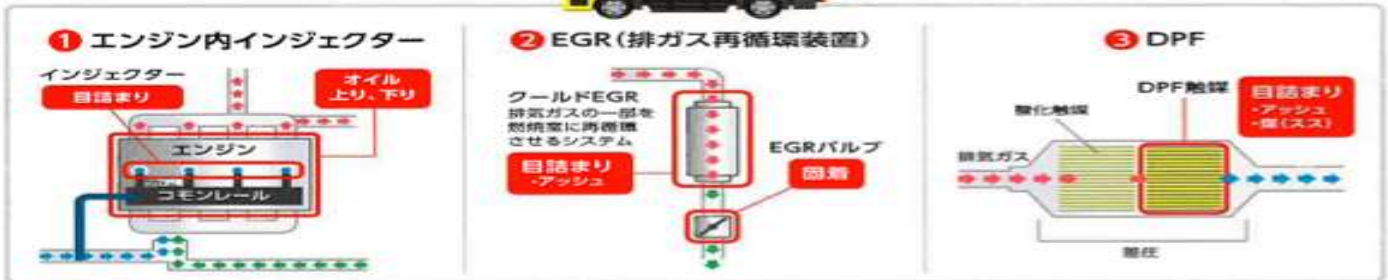 1 エンジン内インジェクター
インジェクター
目詰まり
オイル
上り、下り
エンジン
コモンレール
2 EGR(排ガス再循環装置)
クールドEGR
排気ガスの一部を
燃焼室に再循環
させるシステム
目詰まり
・アッシュ
EGRバルブ
固着
3 DPF
DPF触媒
目詰まり
・アッシュ
・煤(スス)
酸化触媒
排気ガス
差圧